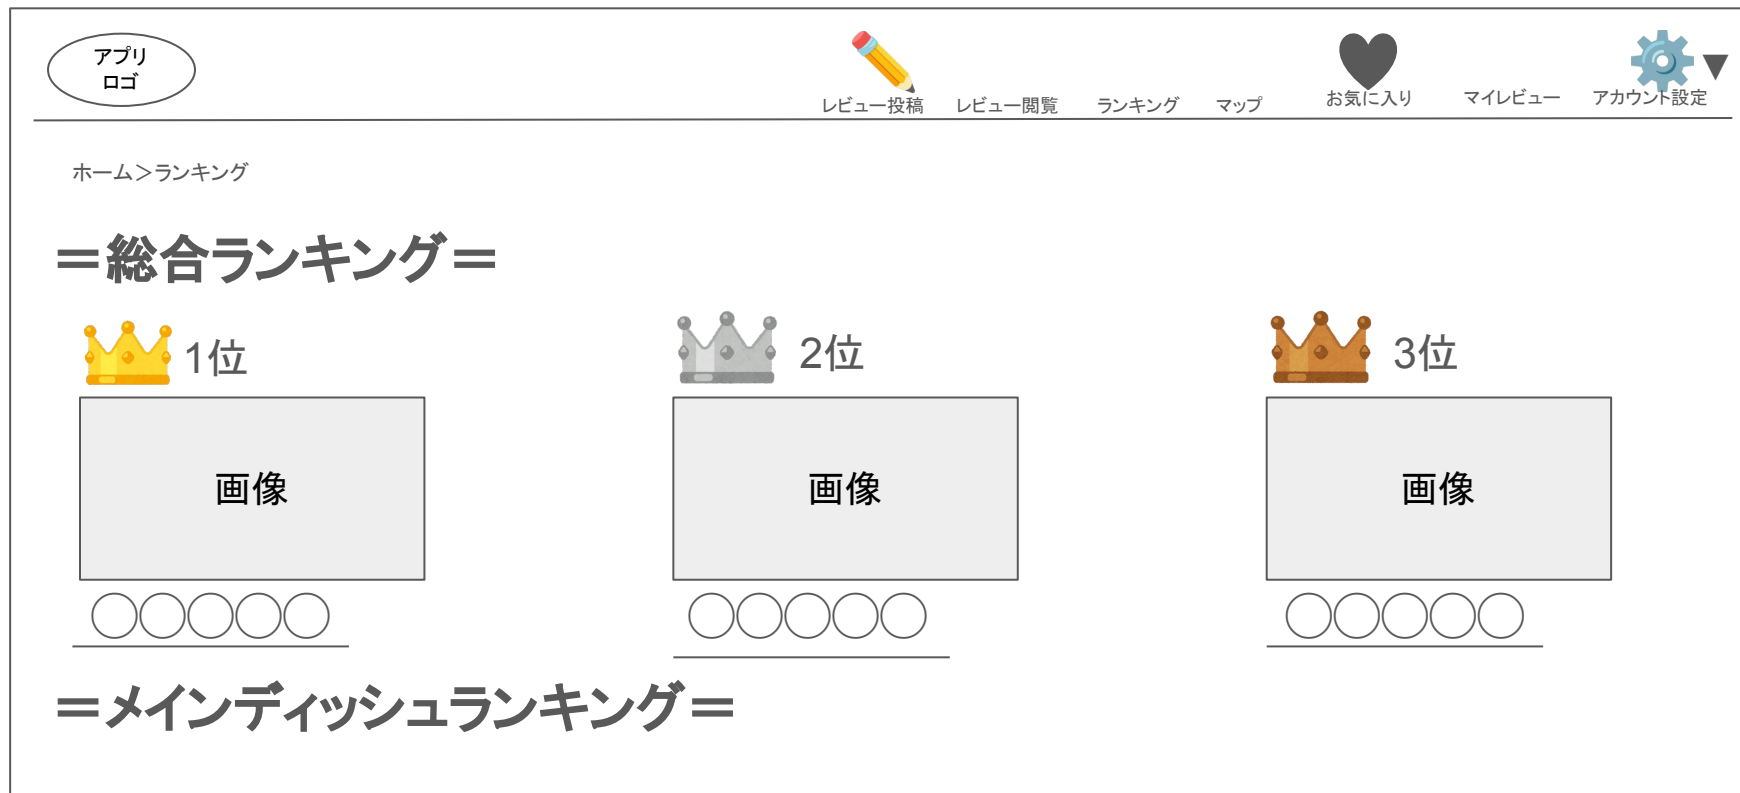 アプリ
ロゴ
レビュー投稿 レビュー閲覧 ランキング マップ お気に入り マイレビュー アカウント設定 ▼
ホーム＞ランキング
＝総合ランキング＝
1位 2位 3位
画像 画像 画像
〇〇〇〇〇 〇〇〇〇〇 〇〇〇〇〇
＝メインディッシュランキング＝